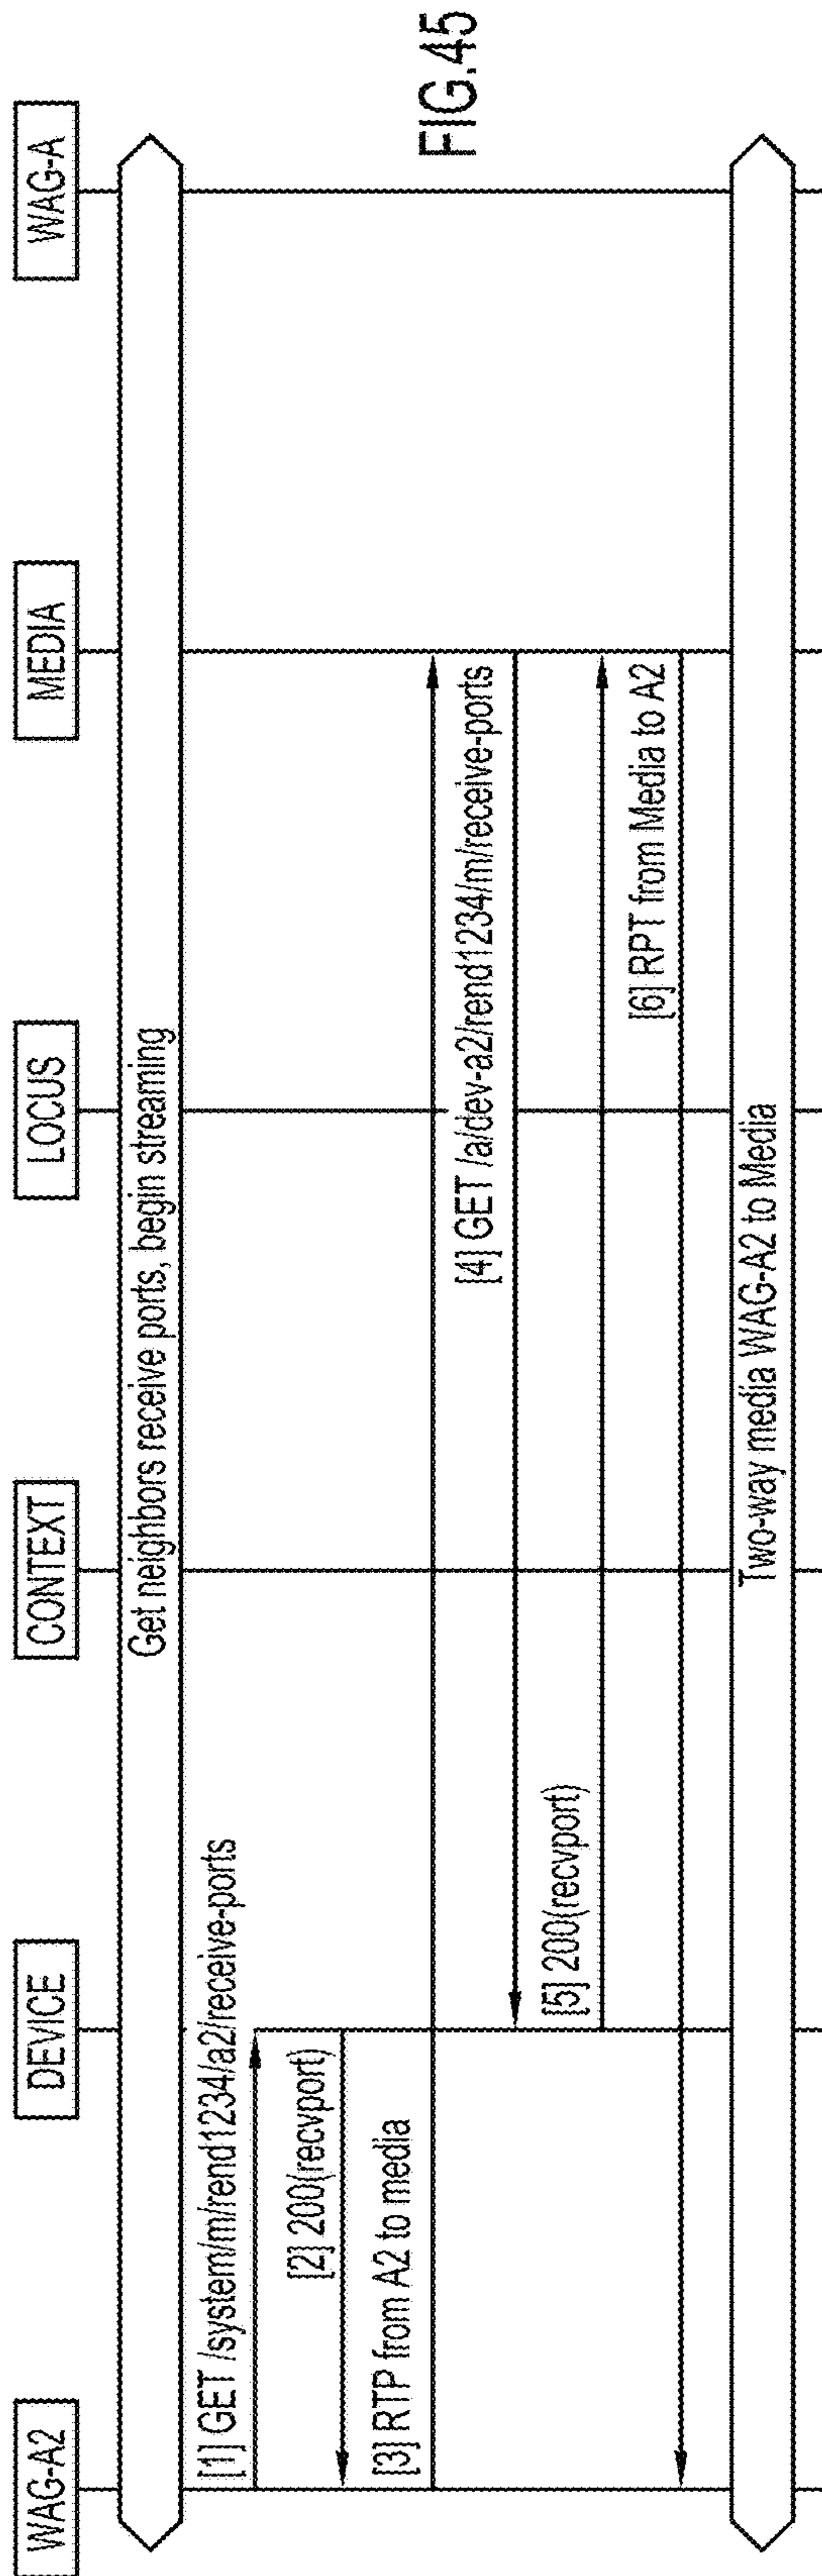 WAG-A2
DEVICE
CONTEXT
LOCUS
MEDIA
WAG-A
Get neighbors receive ports, begin streaming
[1] GET /system/m/rend1234/a2/receive-ports
[2] 200(recvport)
[3] RTP from A2 to media
[4] GET /a/dev-a2/rend1234/m/receive-ports
[5] 200(recvport)
[6] RPT from Media to A2
Two-way media WAG-A2 to Media
FIG.45